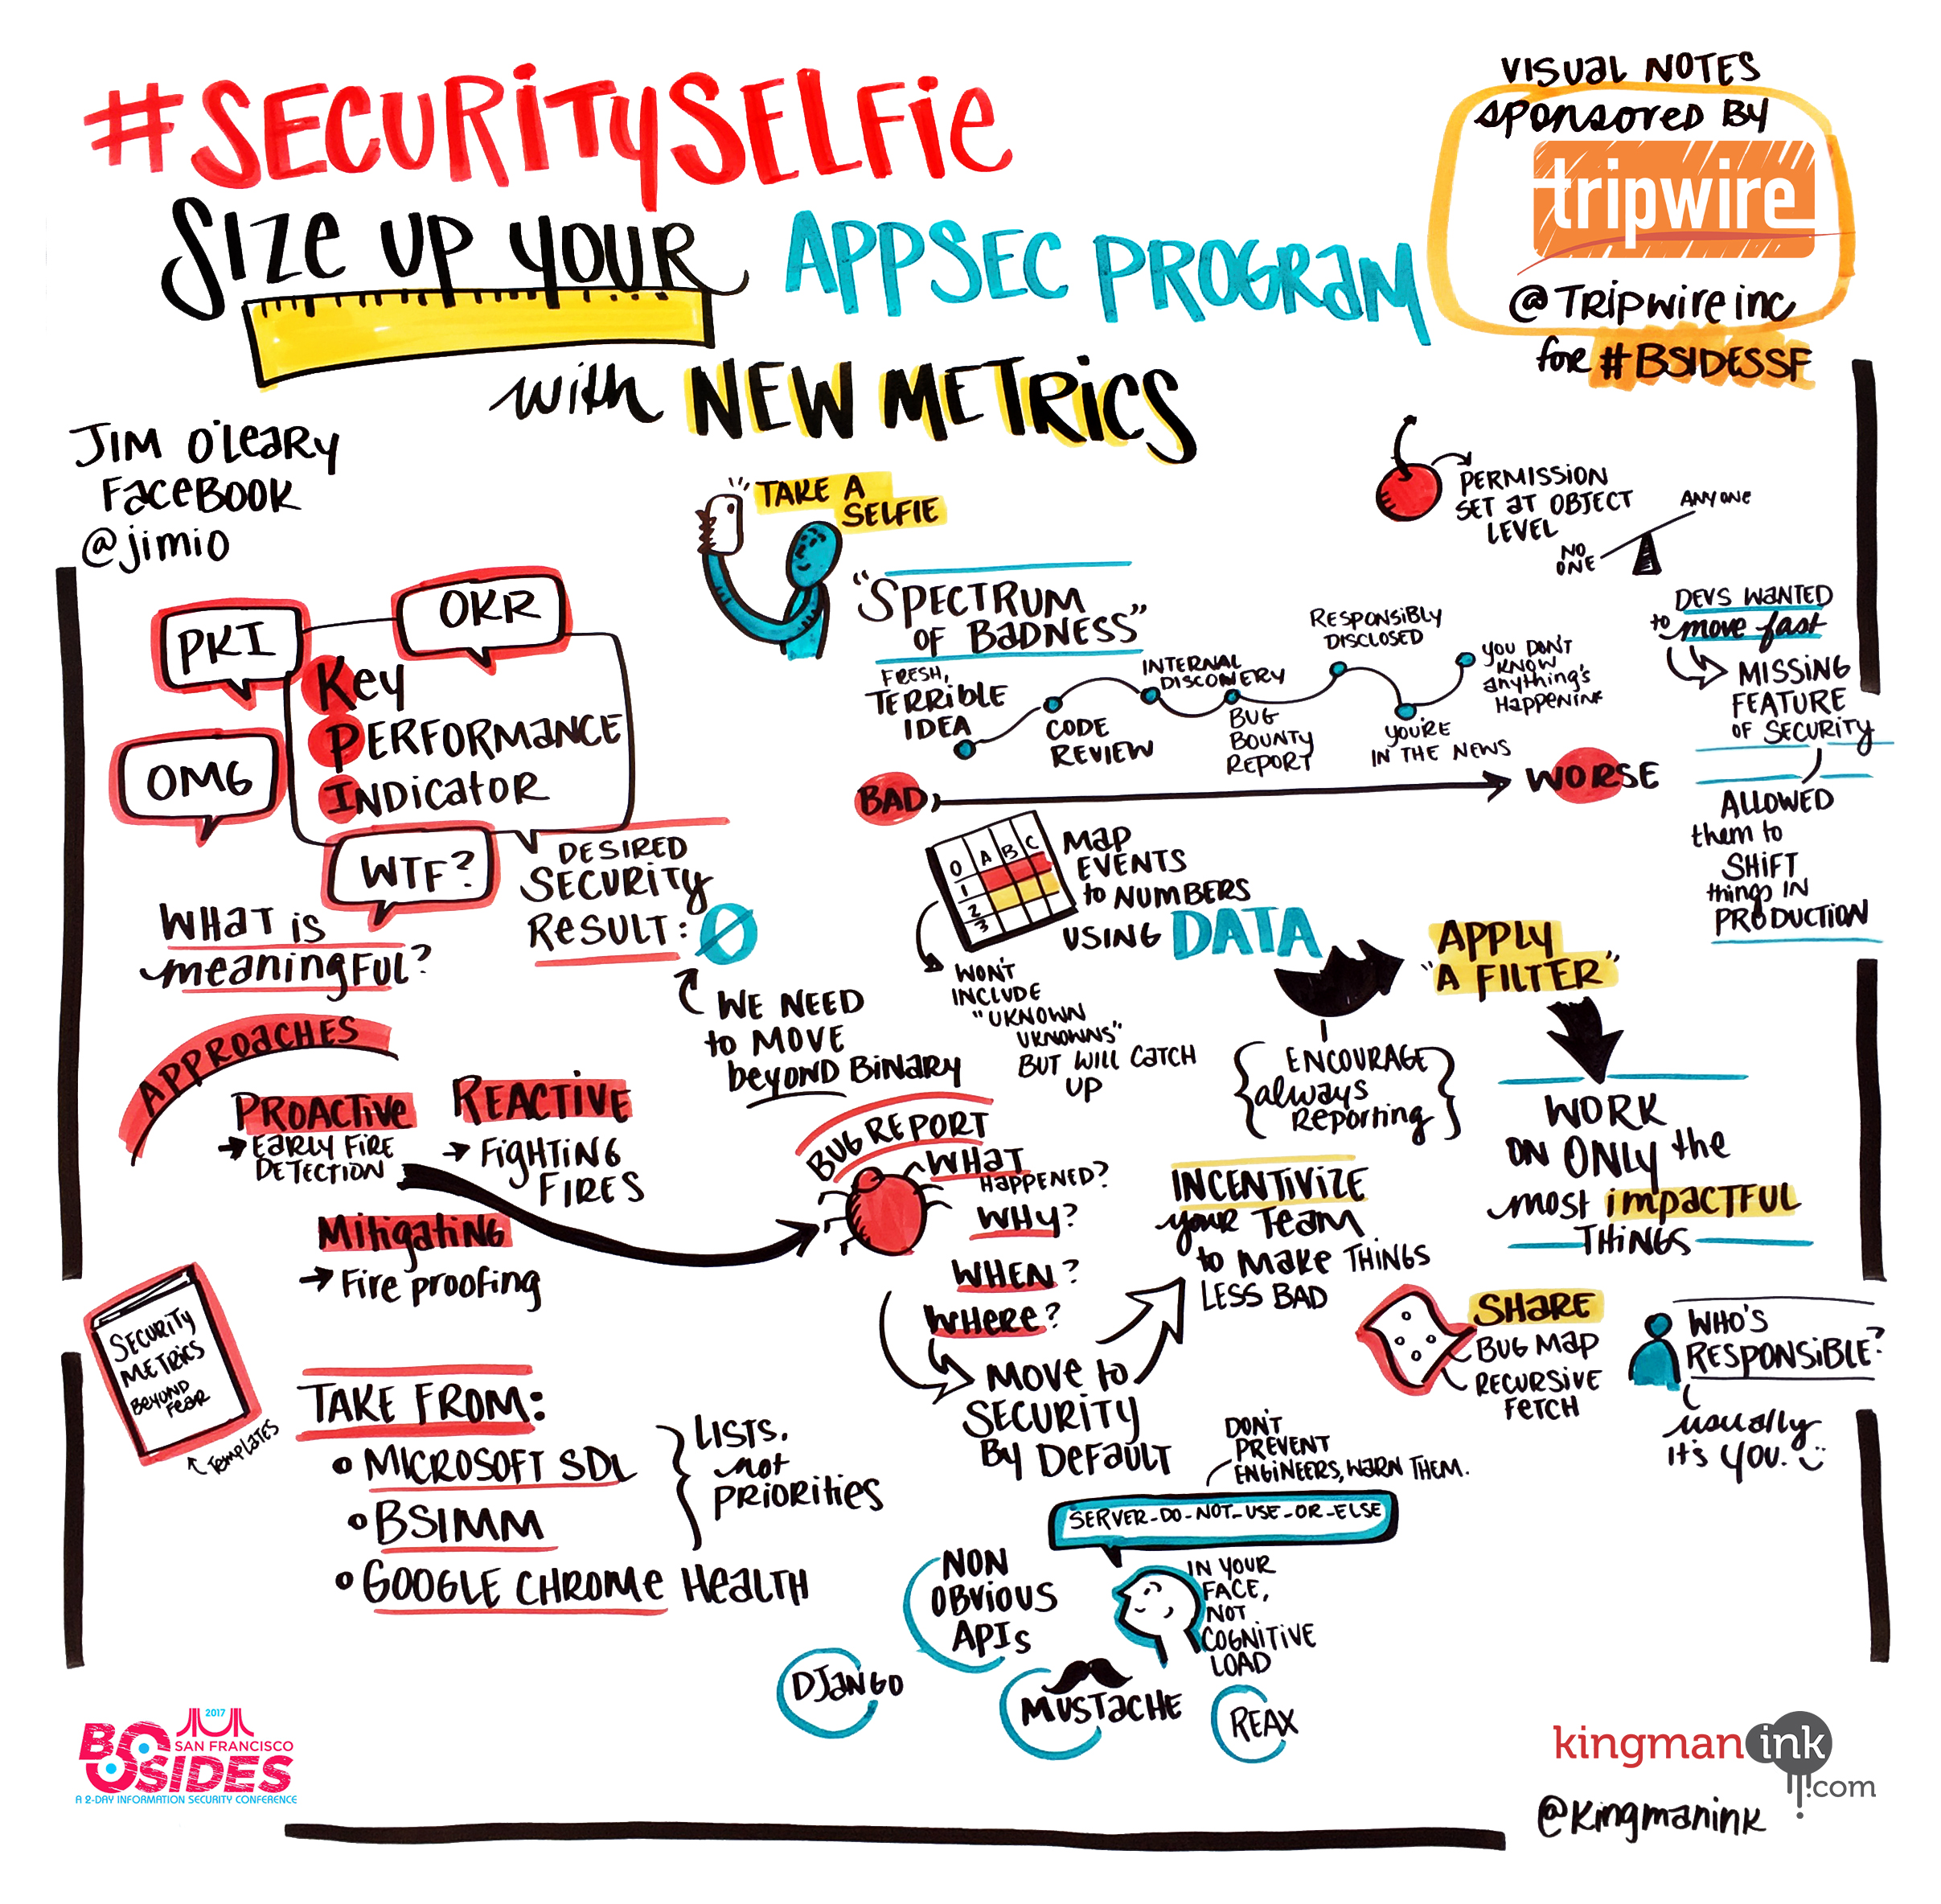 #SECURITYSELFIE
SIZE UP YOUR APPSEC PROGRAM
with NEW METRICS
VISUAL NOTES
SPONSORED BY
tripwire
@TRIPWIREINC
for #BSIDESSF
JIM O'LEARY
FACEBOOK
@jimio
TAKE A
SELFIE
PKI
OKR
OMG
WTF?
KEY
PERFORMANCE
INDICATOR
DESIRED
SECURITY
RESULT: 0
WE NEED
to MOVE
beyond BINARY
WHAT IS
meaningFUL?
"SPECTRUM
OF BADNESS"
FRESH,
TERRIBLE
IDEA
CODE
REVIEW
INTERNAL
DISCOVERY
BUG
BOUNTY
REPORT
RESPONSIBLY
DISCLOSED
YOU'RE
IN THE NEWS
YOU DON'T
KNOW
anything's
HAPPENING
BAD
WORSE
PERMISSION
SET AT OBJECT
LEVEL
ANYONE
NO
ONE
DEVS WANTED
to move fast
MISSING
FEATURE
OF SECURITY
ALLOWED
them to
SHIFT
things IN
PRODUCTION
0 A B C
1
2
3
MAP
EVENTS
to NUMBERS
USING DATA
WON'T
INCLUDE
"UKNOWN
UKNOWNS"
BUT WILL CATCH
UP
APPLY
"A FILTER"
ENCOURAGE
always
REPORTING
WORK
ON ONLY the
most impactful
THINGS
APPROACHES
PROACTIVE
EARLY FIRE
DETECTION
REACTIVE
FIGHTING
FIRES
Mitigating
Fire proofing
BUG REPORT
WHAT
HAPPENED?
WHY?
WHEN?
WHERE?
MOVE to
SECURITY
BY DEFAULT
INCENTIVIZE
your TEAM
to MAKE THINGS
LESS BAD
SHARE
BUG MAP
RECURSIVE
FETCH
WHO'S
RESPONSIBLE?
usually
it's YOU.
SECURITY
METRICS
BEYOND
FEAR
TEMPLATES
TAKE FROM:
• MICROSOFT SDL
• BSIMM
• GOOGLE CHROME HEALTH
LISTS,
not
PRIORITIES
DON'T
PREVENT
ENGINEERS, WARN THEM.
SERVER-DO-NOT-USE-OR-ELSE
NON
OBVIOUS
APIs
IN YOUR
FACE,
NOT
COGNITIVE
LOAD
DJANGO
MUSTACHE
REAX
2017
SAN FRANCISCO
BSIDES
A 2-DAY INFORMATION SECURITY CONFERENCE
kingman ink
.com
@kingmanink